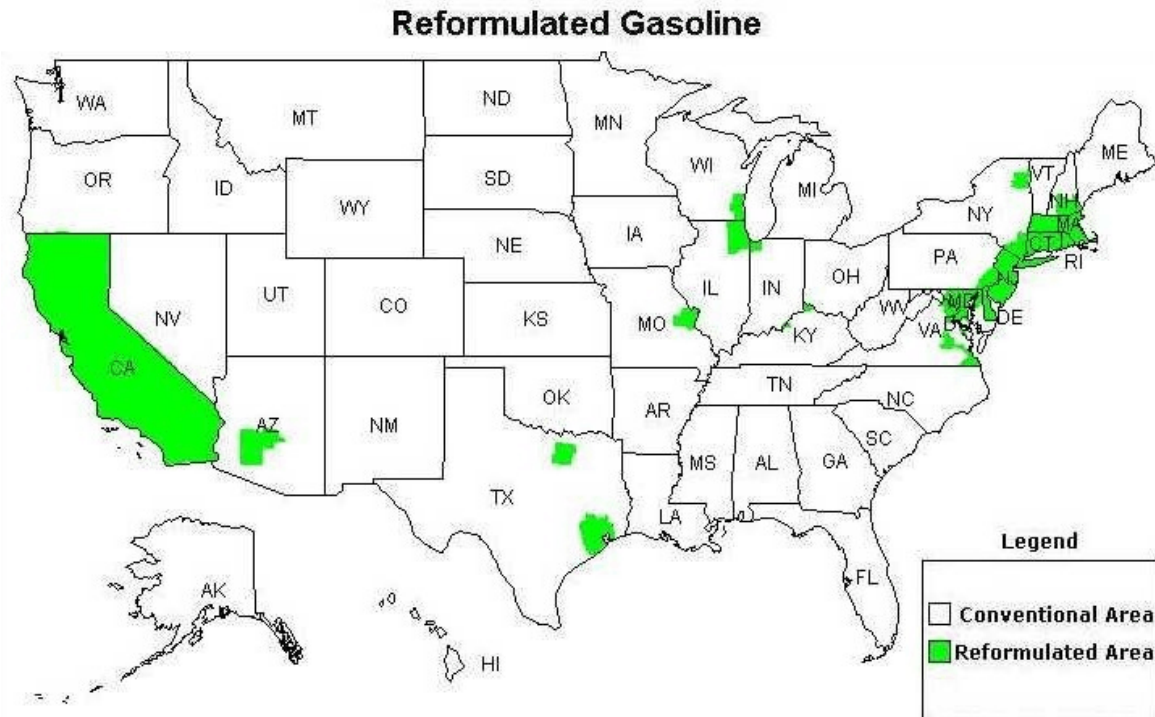 Reformulated Gasoline
WA
MT
ND
MN
ME
OR
ID
SD
WI
MI
VT
NH
WY
NY
MA
CT
RI
NE
IA
PA
NJ
NV
UT
CO
IL
IN
OH
KS
MO
WV
MD
DC
DE
VA
KY
CA
AZ
NM
OK
AR
TN
NC
SC
MS
AL
GA
TX
LA
FL
AK
HI
Legend
Conventional Area
Reformulated Area